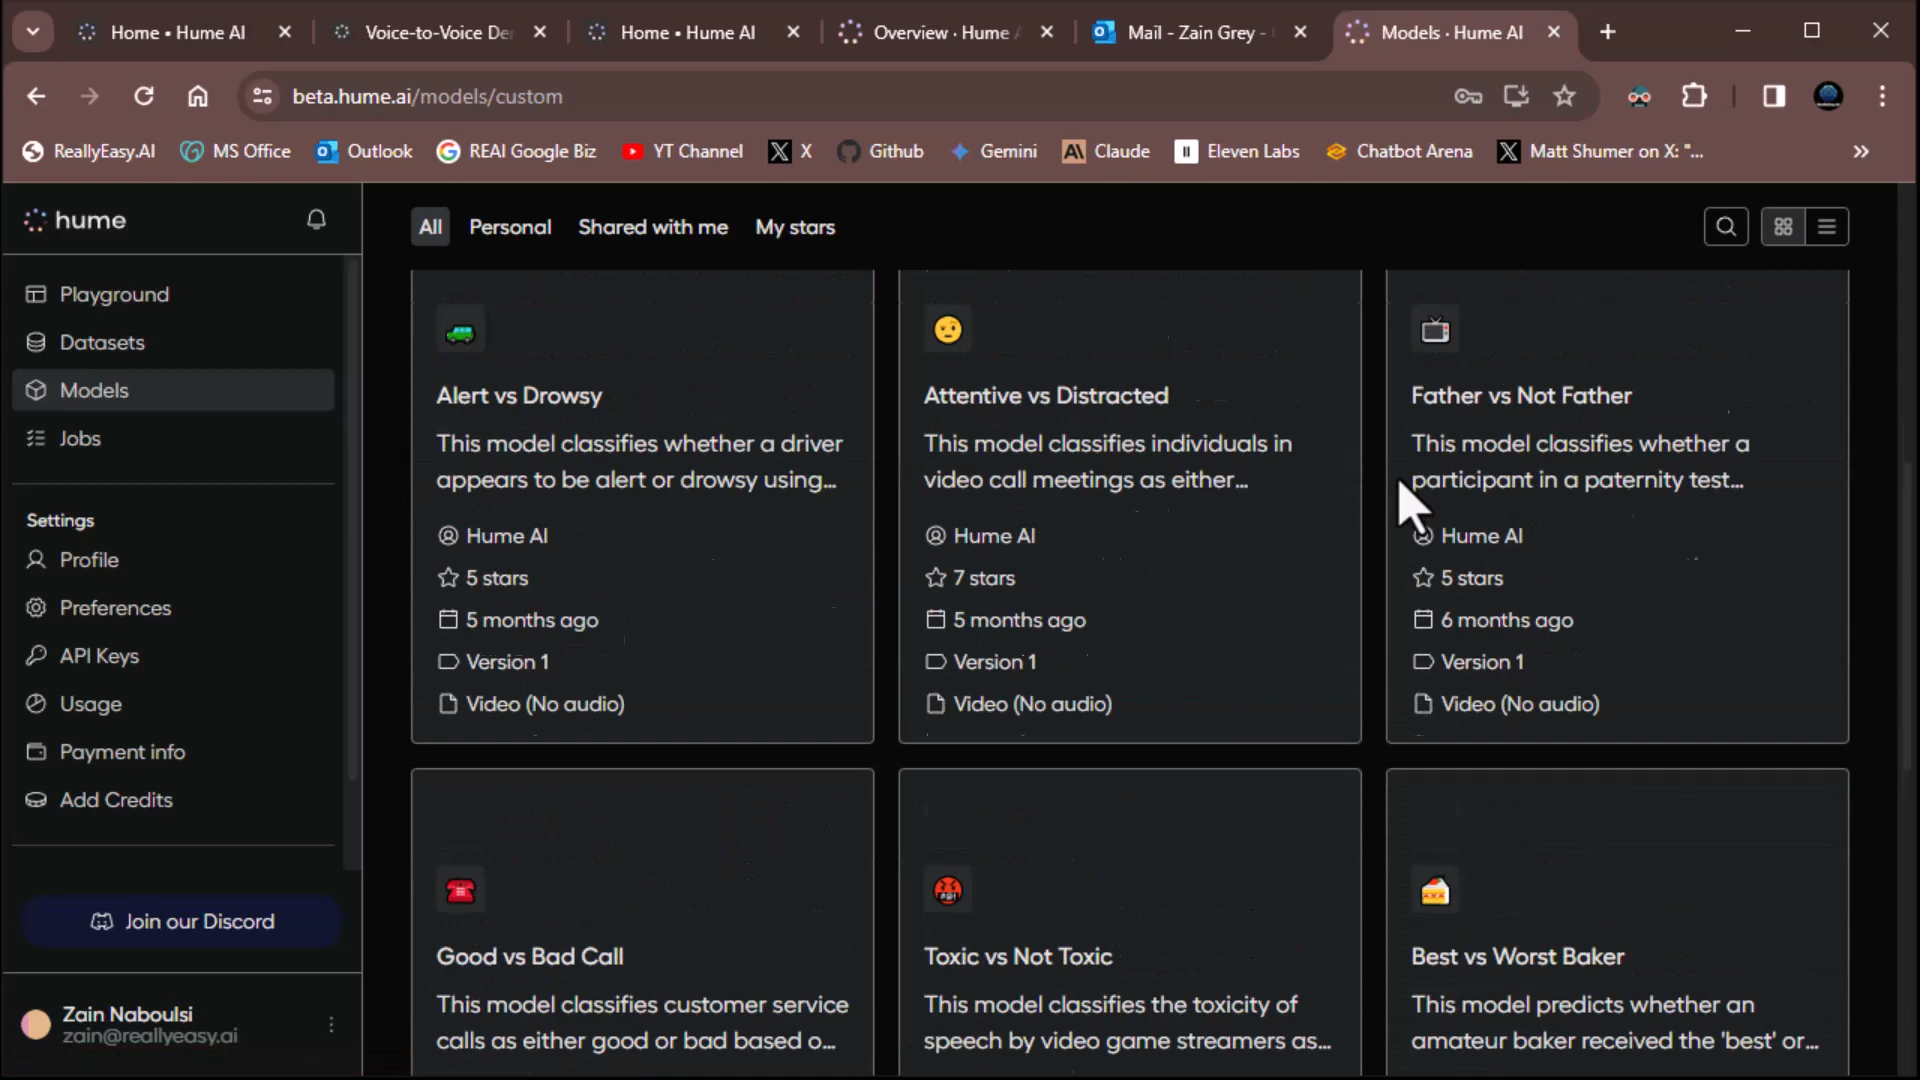 Home • Hume AI
Voice-to-Voice De
Home • Hume AI
Overview · Hume A
Mail - Zain Grey -
Models · Hume AI
beta.hume.ai/models/custom
ReallyEasy.AI
MS Office
Outlook
REAI Google Biz
YT Channel
X
Github
Gemini
Claude
Eleven Labs
Chatbot Arena
Matt Shumer on X: "...
hume
Playground
Datasets
Models
Jobs
Settings
Profile
Preferences
API Keys
Usage
Payment info
Add Credits
Join our Discord
Zain Naboulsi
zain@reallyeasy.ai
All
Personal
Shared with me
My stars
Alert vs Drowsy
This model classifies whether a driver
appears to be alert or drowsy using...
Hume AI
5 stars
5 months ago
Version 1
Video (No audio)
Attentive vs Distracted
This model classifies individuals in
video call meetings as either...
Hume AI
7 stars
5 months ago
Version 1
Video (No audio)
Father vs Not Father
This model classifies whether a
participant in a paternity test...
Hume AI
5 stars
6 months ago
Version 1
Video (No audio)
Good vs Bad Call
This model classifies customer service
calls as either good or bad based o...
Toxic vs Not Toxic
This model classifies the toxicity of
speech by video game streamers as...
Best vs Worst Baker
This model predicts whether an
amateur baker received the 'best' or...